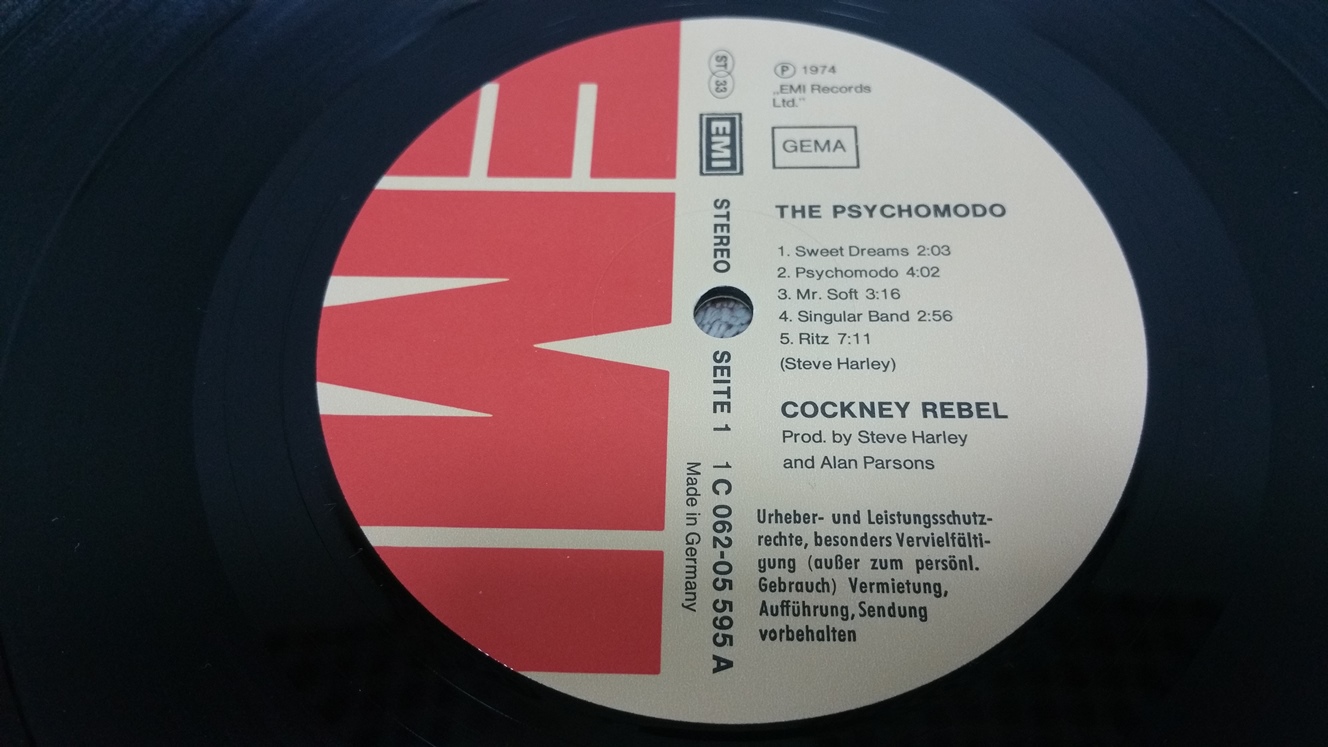 ST 33
EMI
STEREO
SEITE 1
1 C 062-05 595 A
Made in Germany
Ⓟ 1974
„EMI Records
Ltd."
GEMA
THE PSYCHOMODO
1. Sweet Dreams 2:03
2. Psychomodo 4:02
3. Mr. Soft 3:16
4. Singular Band 2:56
5. Ritz 7:11
(Steve Harley)
COCKNEY REBEL
Prod. by Steve Harley
and Alan Parsons
Urheber- und Leistungsschutz-
rechte, besonders Vervielfälti-
gung (außer zum persönl.
Gebrauch) Vermietung,
Aufführung, Sendung
vorbehalten
EMI